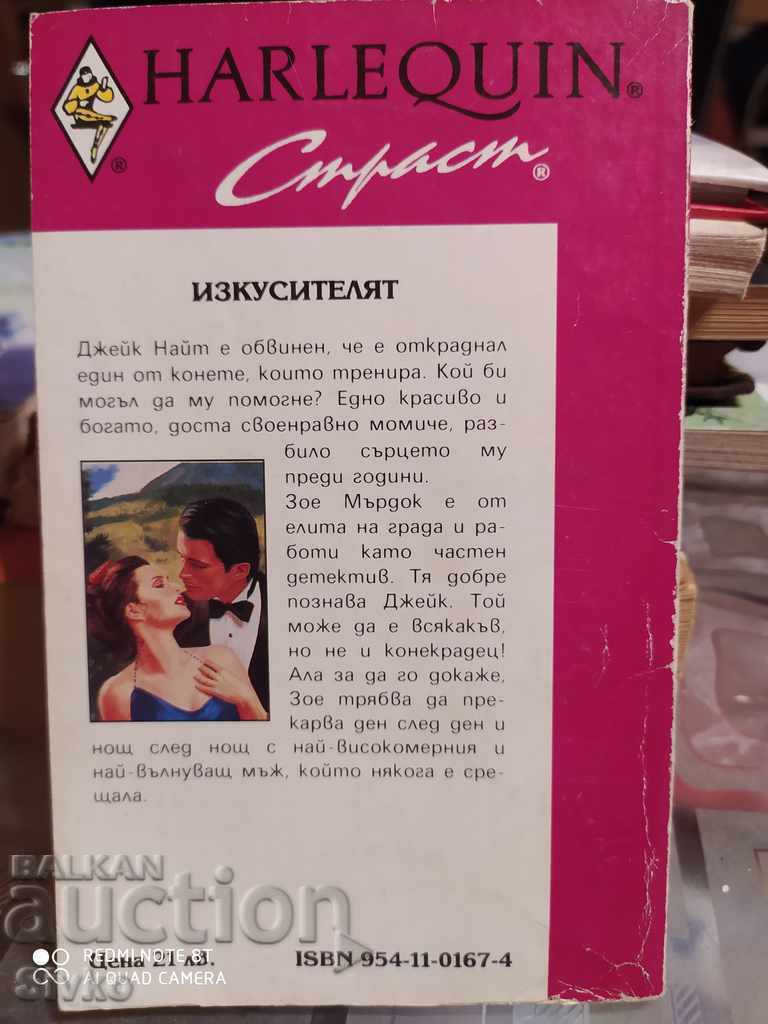 HARLEQUIN®
Страст®
®
ИЗКУСИТЕЛЯТ
Джейк Найт е обвинен, че е откраднал
един от конете, които тренира. Кой би
могъл да му помогне? Едно красиво и
богато, доста своенравно момиче, раз-
било сърцето му
преди години.
Зое Мърдок е от
елита на града и ра-
боти като частен
детектив. Тя добре
познава Джейк. Той
може да е всякакъв,
но не и конекрадец!
Ала за да го докаже,
Зое трябва да пре-
карва ден след ден и
нощ след нощ с най-високомерния и
най-вълнуващ мъж, който някога е сре-
щала.
BALKAN
auction
Цена 21 лв.
ISBN 954-11-0167-4
REDMI NOTE 8T
AI QUAD CAMERA
Slyko